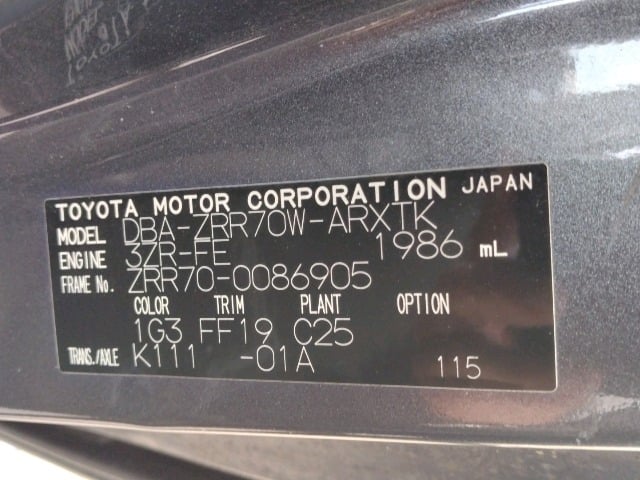 TOYOTA MOTOR CORPORATION JAPAN
MODEL DBA-ZRR70W-ARXTK
ENGINE 3ZR-FE 1986 mL
FRAME No. ZRR70-0086905
COLOR TRIM PLANT OPTION
1G3 FF19 C25
TRANS./AXLE K111 -01A 115